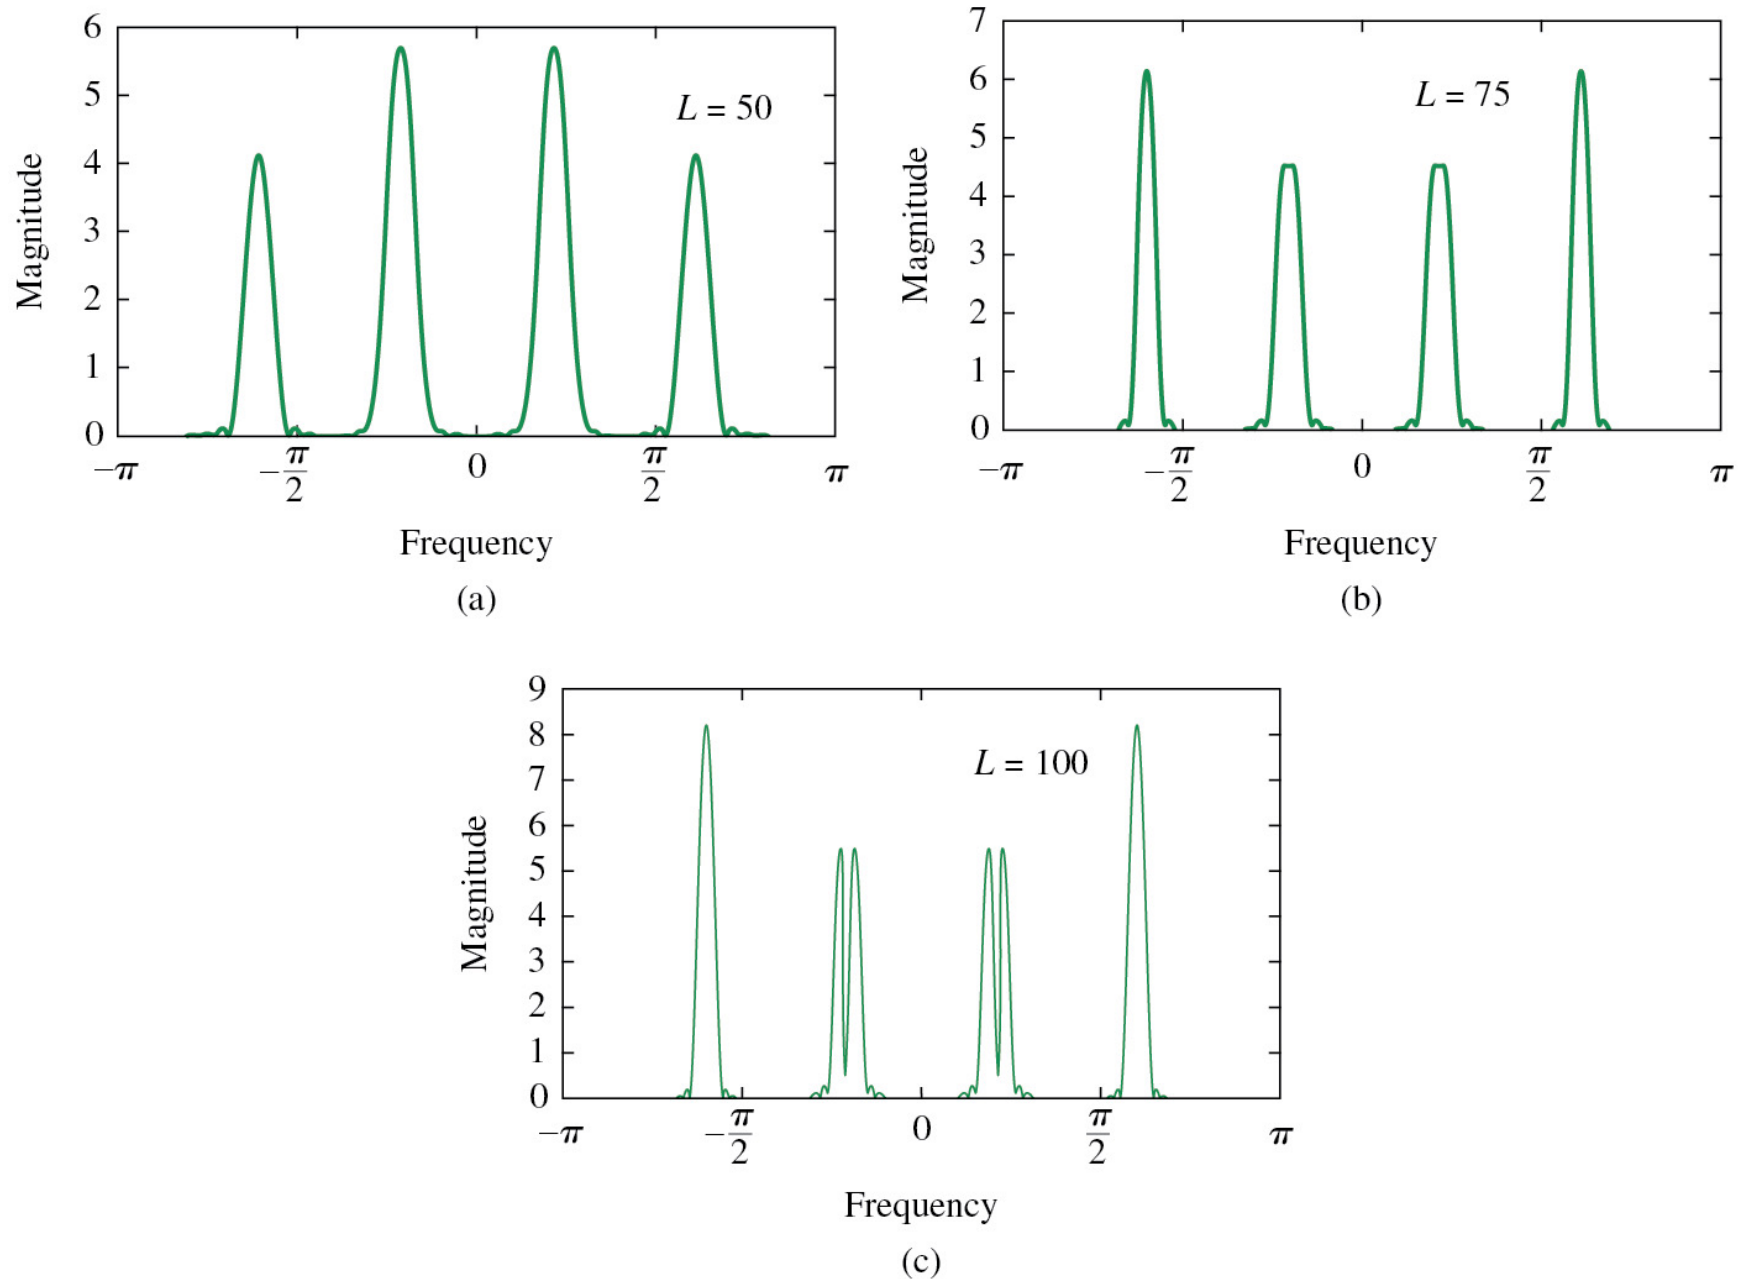 6
5
4
3
2
1
0
Magnitude
L = 50
−π
−π/2
0
π/2
π
Frequency
(a)
7
6
5
4
3
2
1
0
Magnitude
L = 75
−π
−π/2
0
π/2
π
Frequency
(b)
9
8
7
6
5
4
3
2
1
0
Magnitude
L = 100
−π
−π/2
0
π/2
π
Frequency
(c)